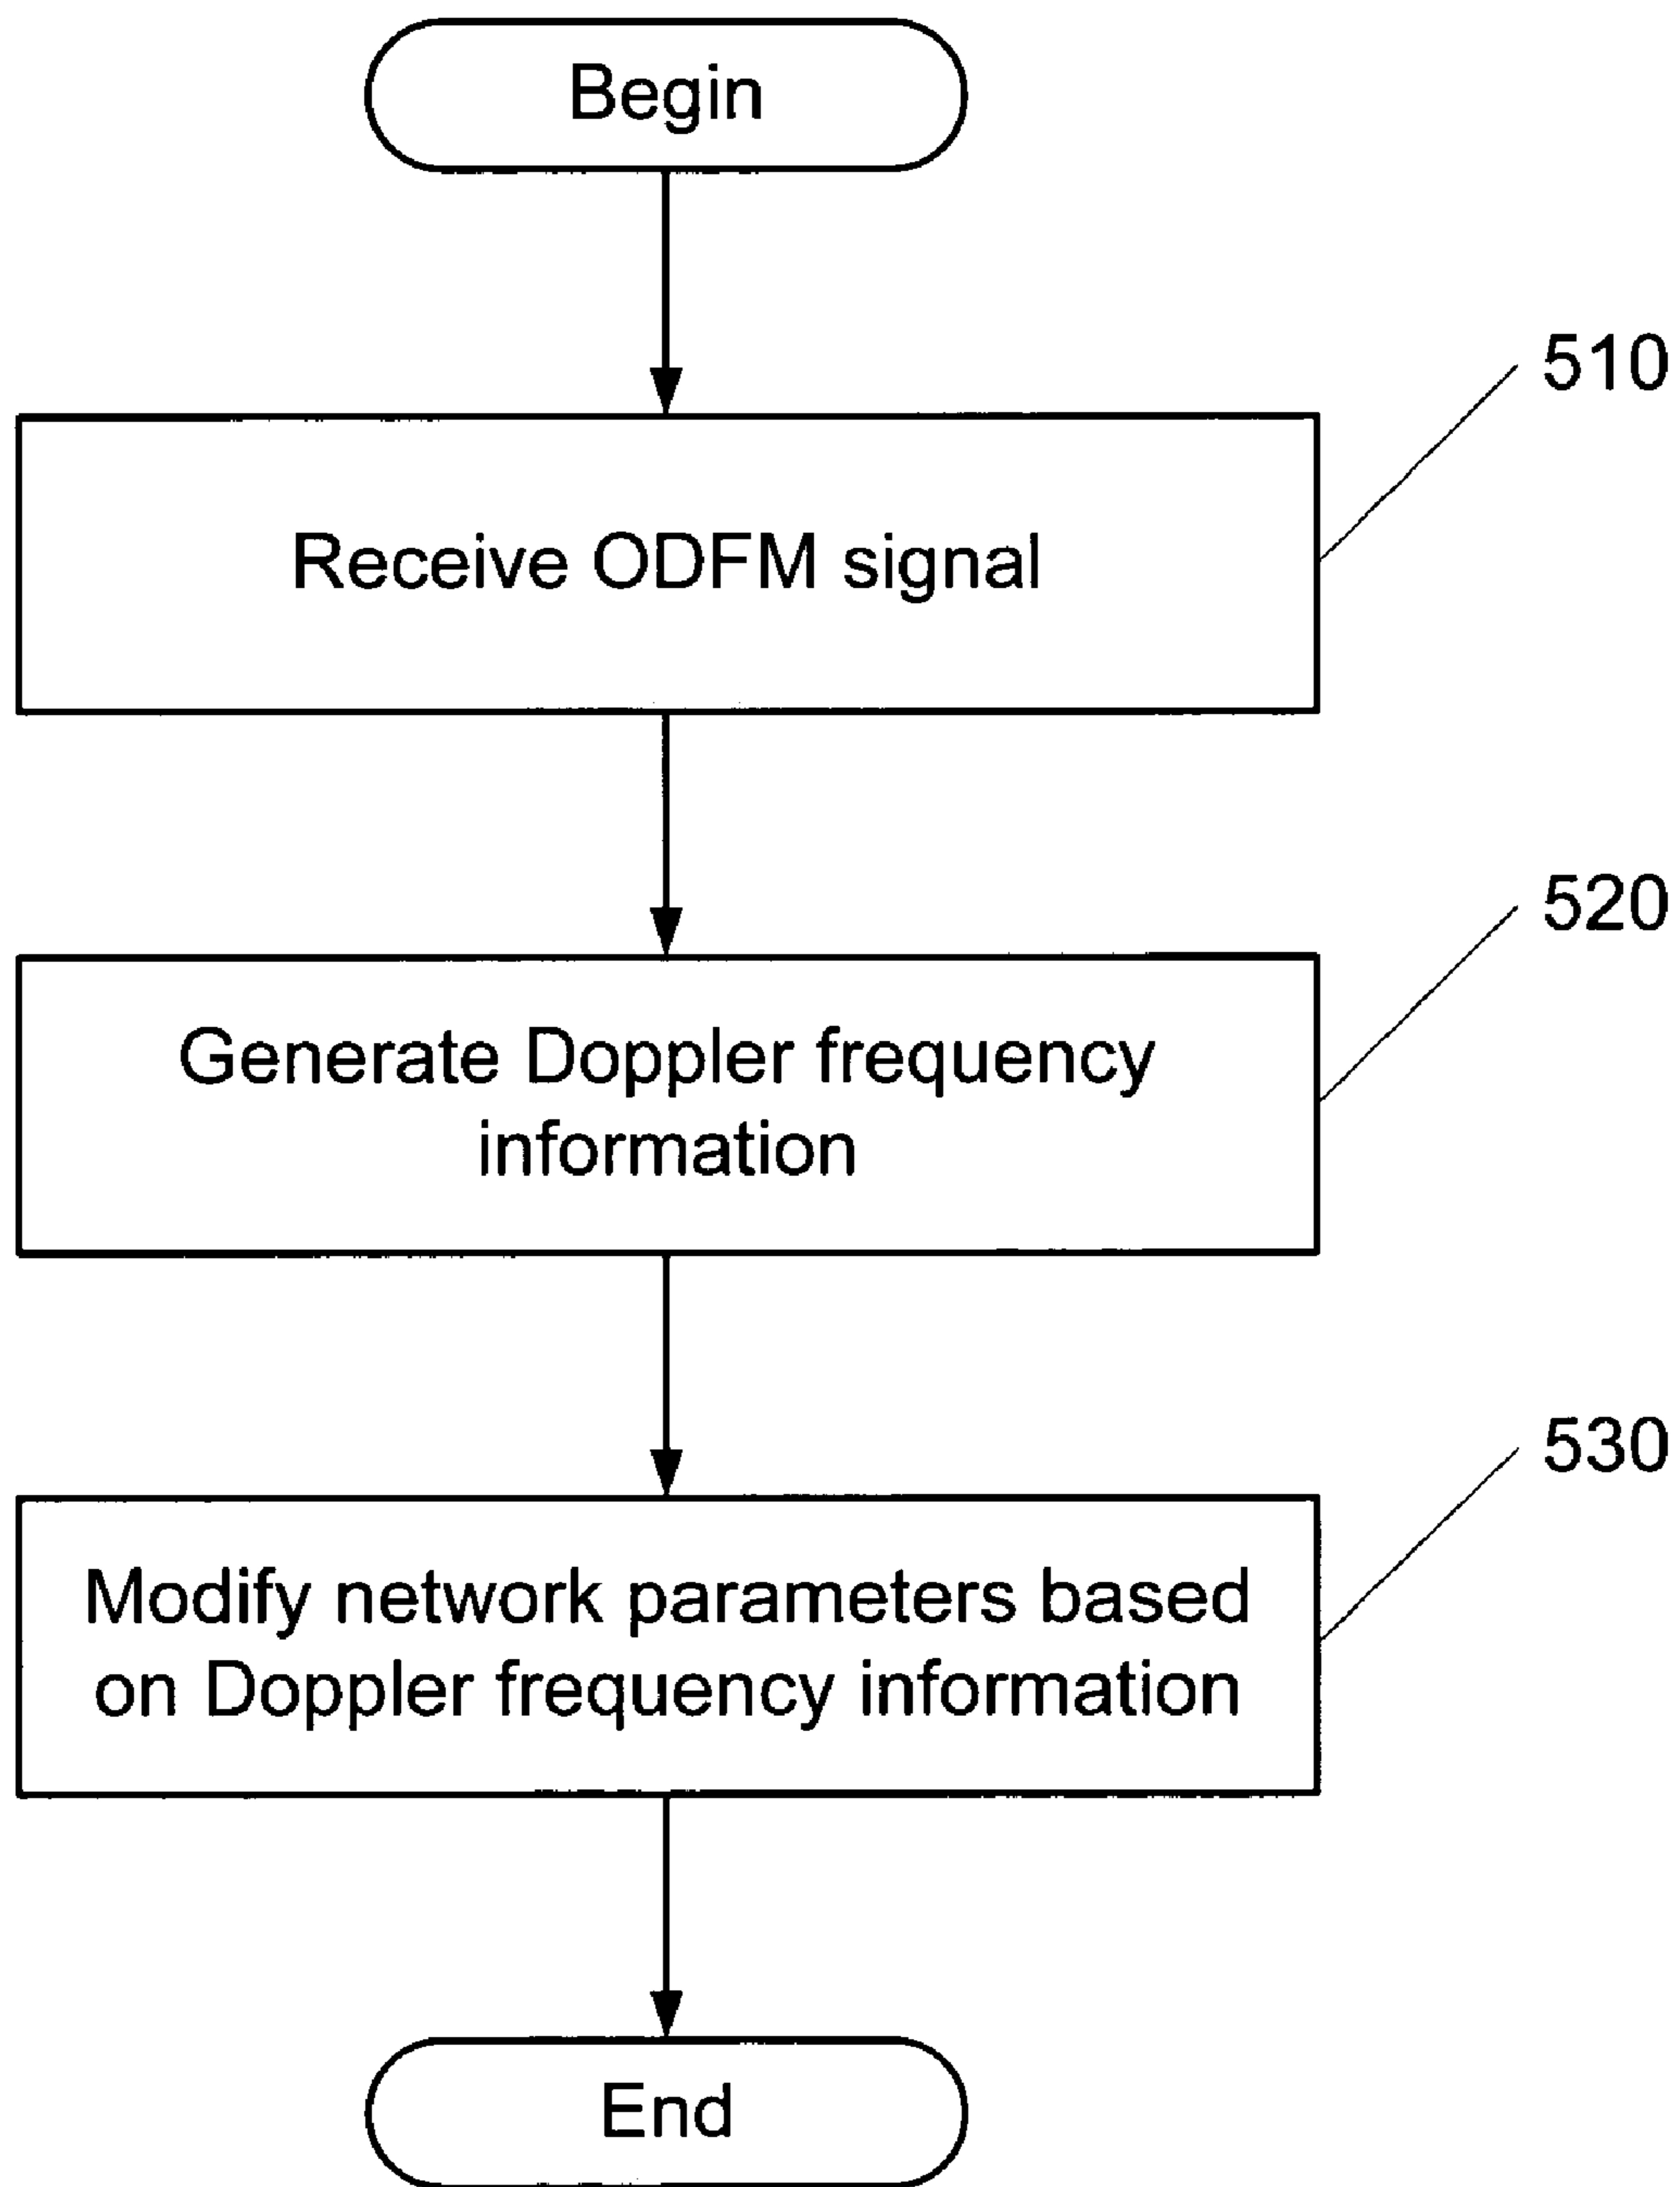 Begin
510
Receive ODFM signal
520
Generate Doppler frequency
information
530
Modify network parameters based
on Doppler frequency information
End